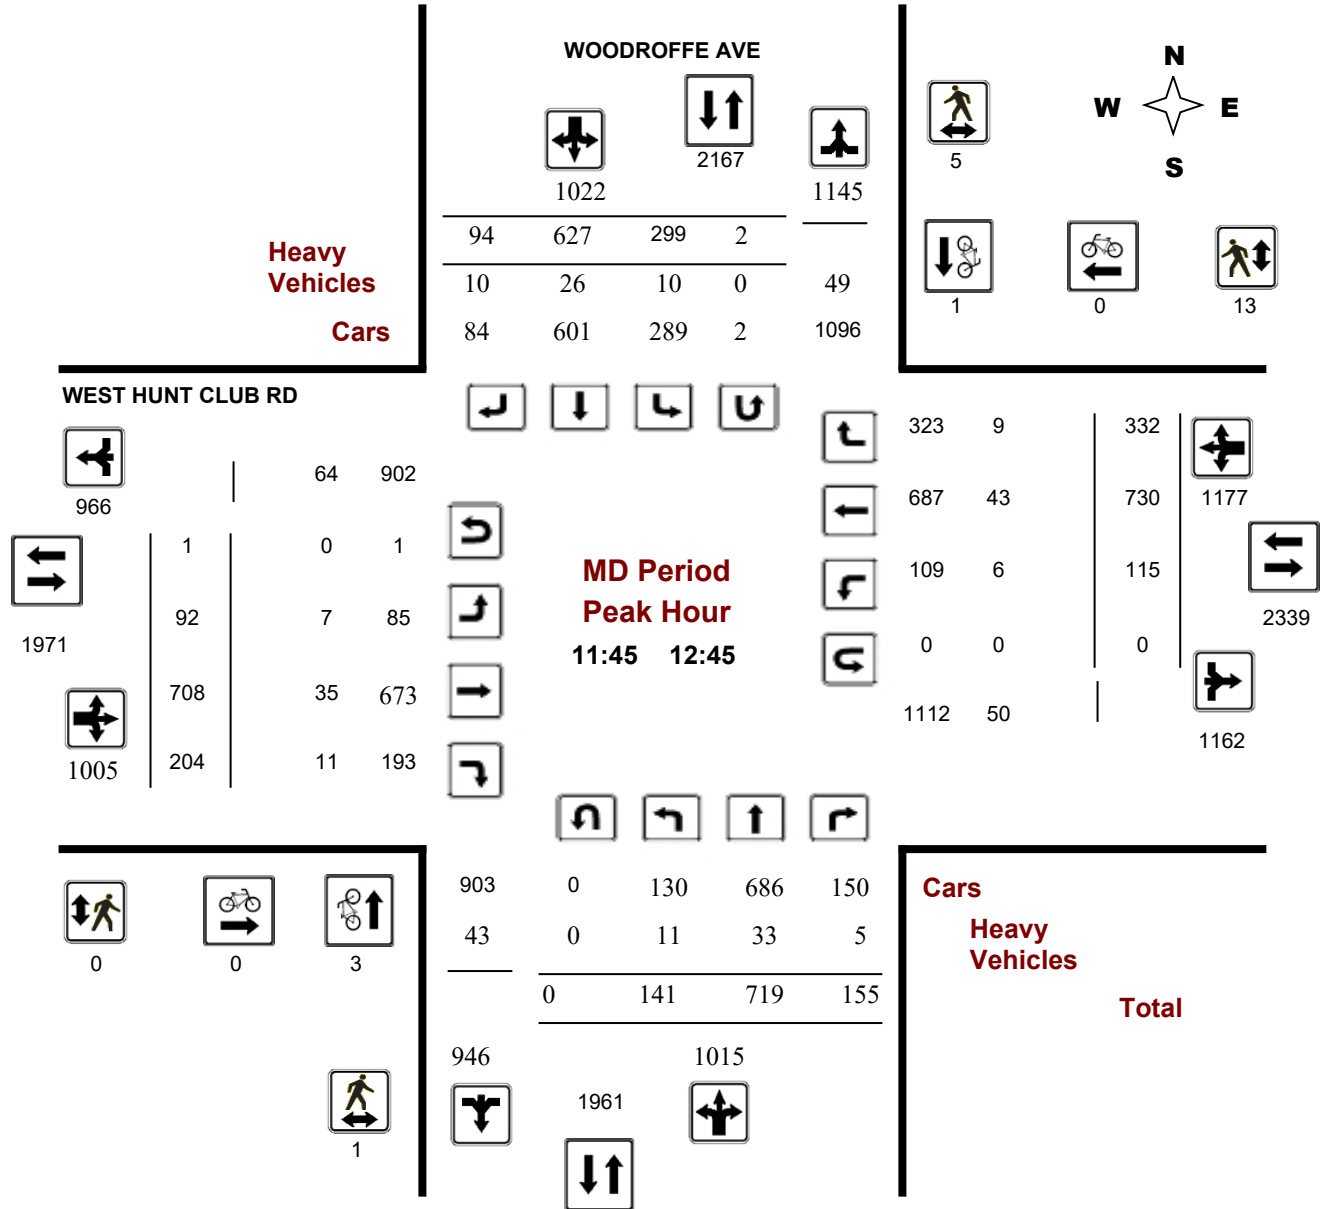 WOODROFFE AVE
N
W E
S
2167
5
1022 1145
94 627 299 2
Heavy
Vehicles
10 26 10 0 49
1 0 13
Cars
84 601 289 2 1096
WEST HUNT CLUB RD
323 9 332
64 902
966
687 43 730 1177
1 0 1
MD Period
109 6 115
Peak Hour
92 7 85
2339
1971
11:45 12:45
0 0 0
708 35 673
1112 50
1162
1005 204 11 193
903 0 130 686 150
Cars
43 0 11 33 5
Heavy
Vehicles
0 0 3
0 141 719 155
Total
946 1015
1961
1